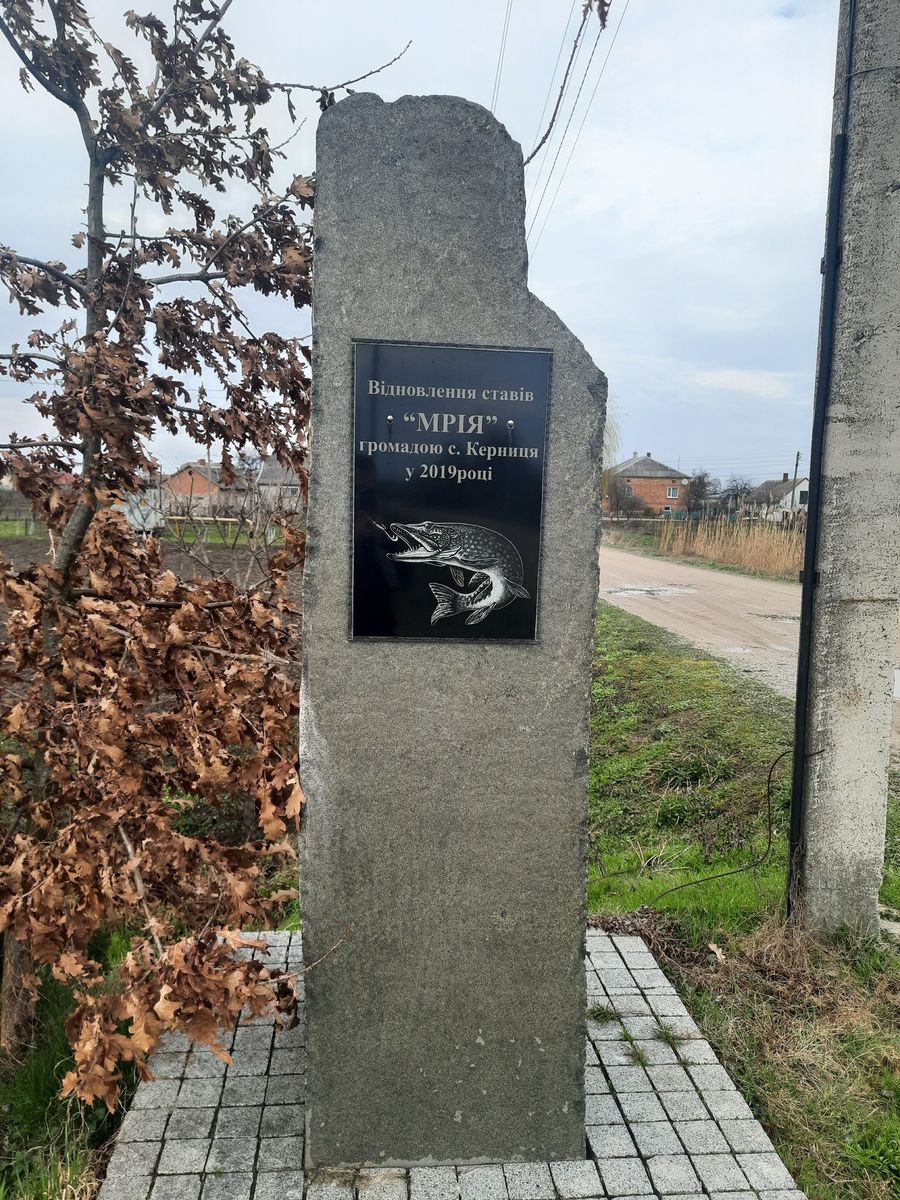 Відновлення ставів
“МРІЯ”
громадою с. Керниця
у 2019році